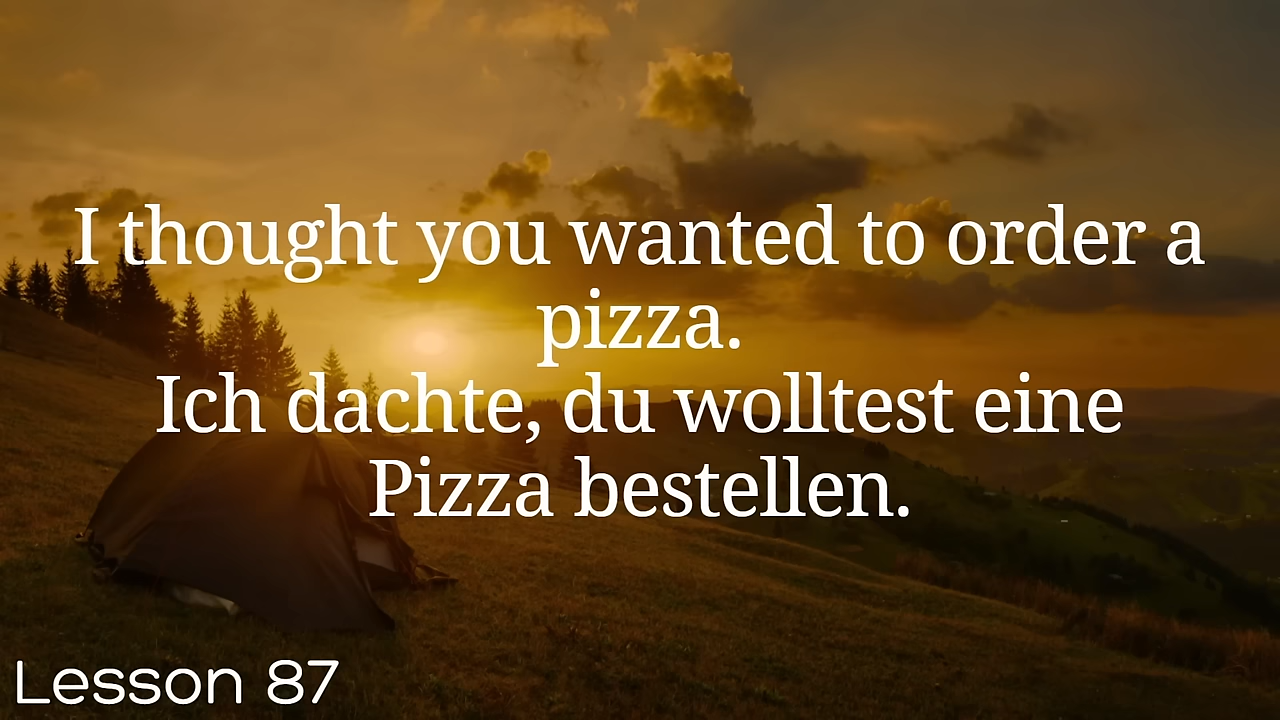 I thought you wanted to order a
pizza.
Ich dachte, du wolltest eine
Pizza bestellen.
Lesson 87